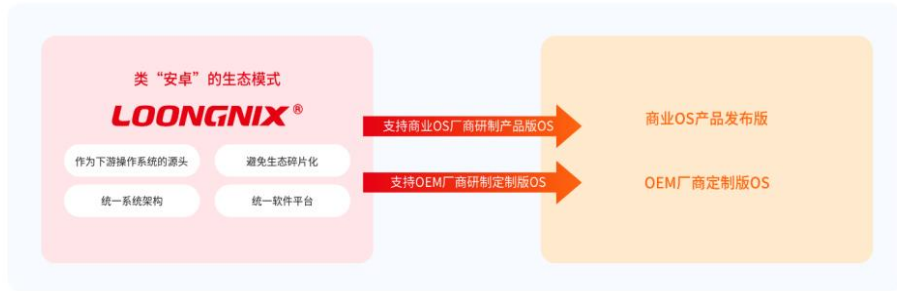 类“安卓”的生态模式
LOONGNIX®
作为下游操作系统的源头
避免生态碎片化
统一系统架构
统一软件平台
支持商业OS厂商研制产品版OS
支持OEM厂商研制定制版OS
商业OS产品发布版
OEM厂商定制版OS